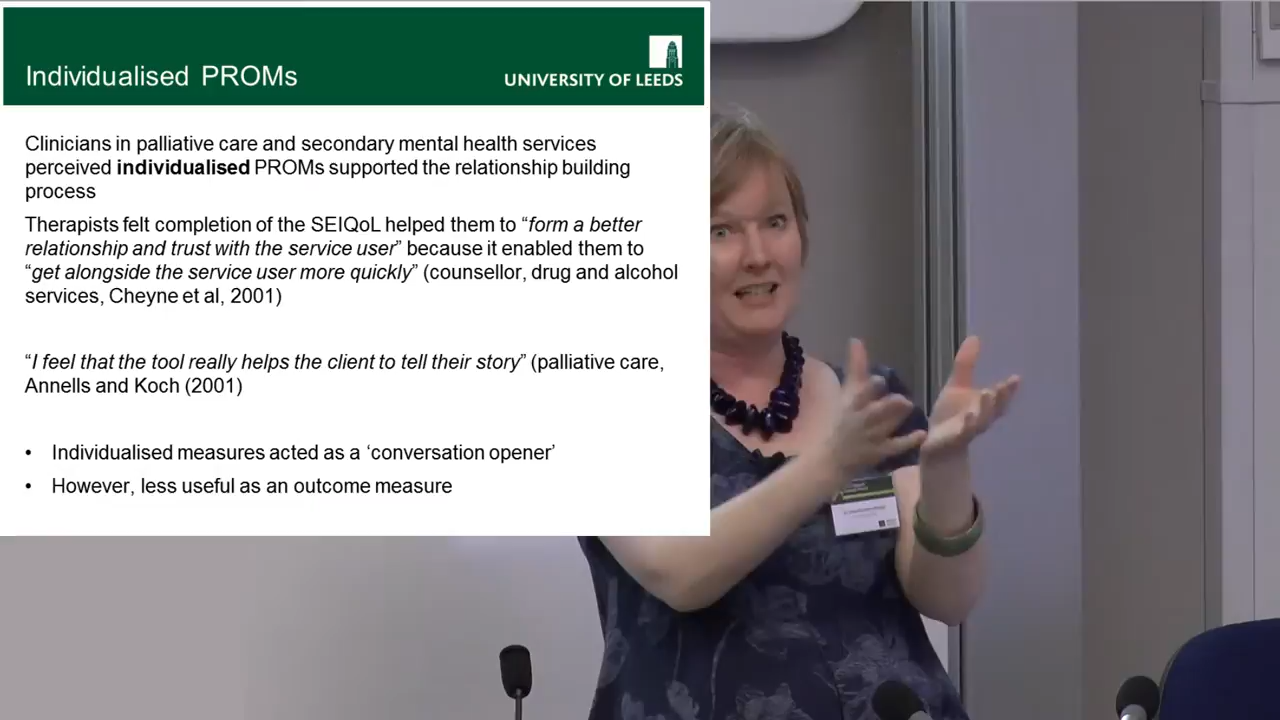 Individualised PROMs
UNIVERSITY OF LEEDS
Clinicians in palliative care and secondary mental health services
perceived individualised PROMs supported the relationship building
process
Therapists felt completion of the SEIQoL helped them to “form a better
relationship and trust with the service user” because it enabled them to
“get alongside the service user more quickly” (counsellor, drug and alcohol
services, Cheyne et al, 2001)
“I feel that the tool really helps the client to tell their story” (palliative care,
Annells and Koch (2001)
• Individualised measures acted as a ‘conversation opener’
• However, less useful as an outcome measure